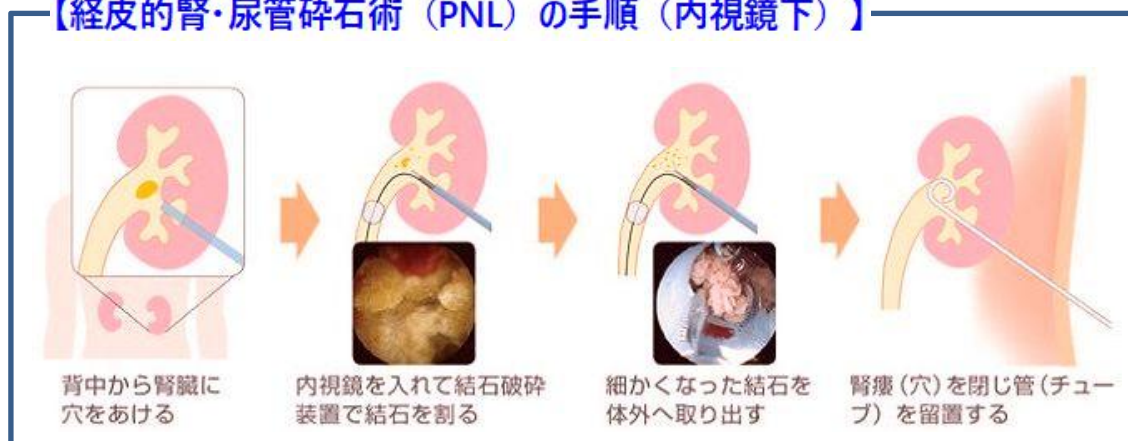 【経皮的腎・尿管砕石術（PNL）の手順（内視鏡下）】
背中から腎臓に
穴をあける
内視鏡を入れて結石破砕
装置で結石を割る
細かくなった結石を
体外へ取り出す
腎瘻（穴）を閉じ管（チュー
ブ）を留置する